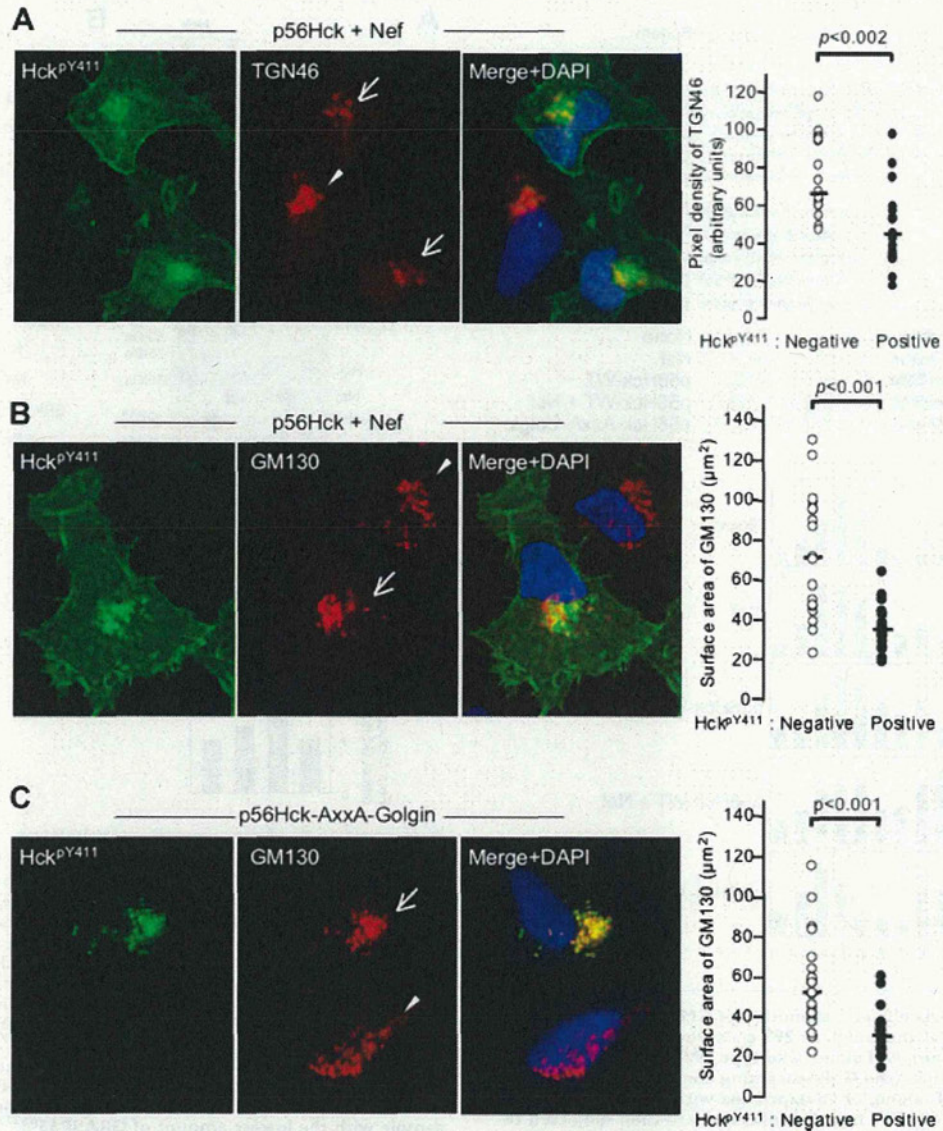 A
p56Hck + Nef
HckpY411
TGN46
Merge+DAPI
p<0.002
Pixel density of TGN46
(arbitrary units)
120
100
80
60
40
20
0
HckpY411 : Negative Positive
B
p56Hck + Nef
HckpY411
GM130
Merge+DAPI
p<0.001
Surface area of GM130 (µm²)
140
120
100
80
60
40
20
0
HckpY411 : Negative Positive
C
p56Hck-AxxA-Golgin
HckpY411
GM130
Merge+DAPI
p<0.001
Surface area of GM130 (µm²)
140
120
100
80
60
40
20
0
HckpY411 : Negative Positive